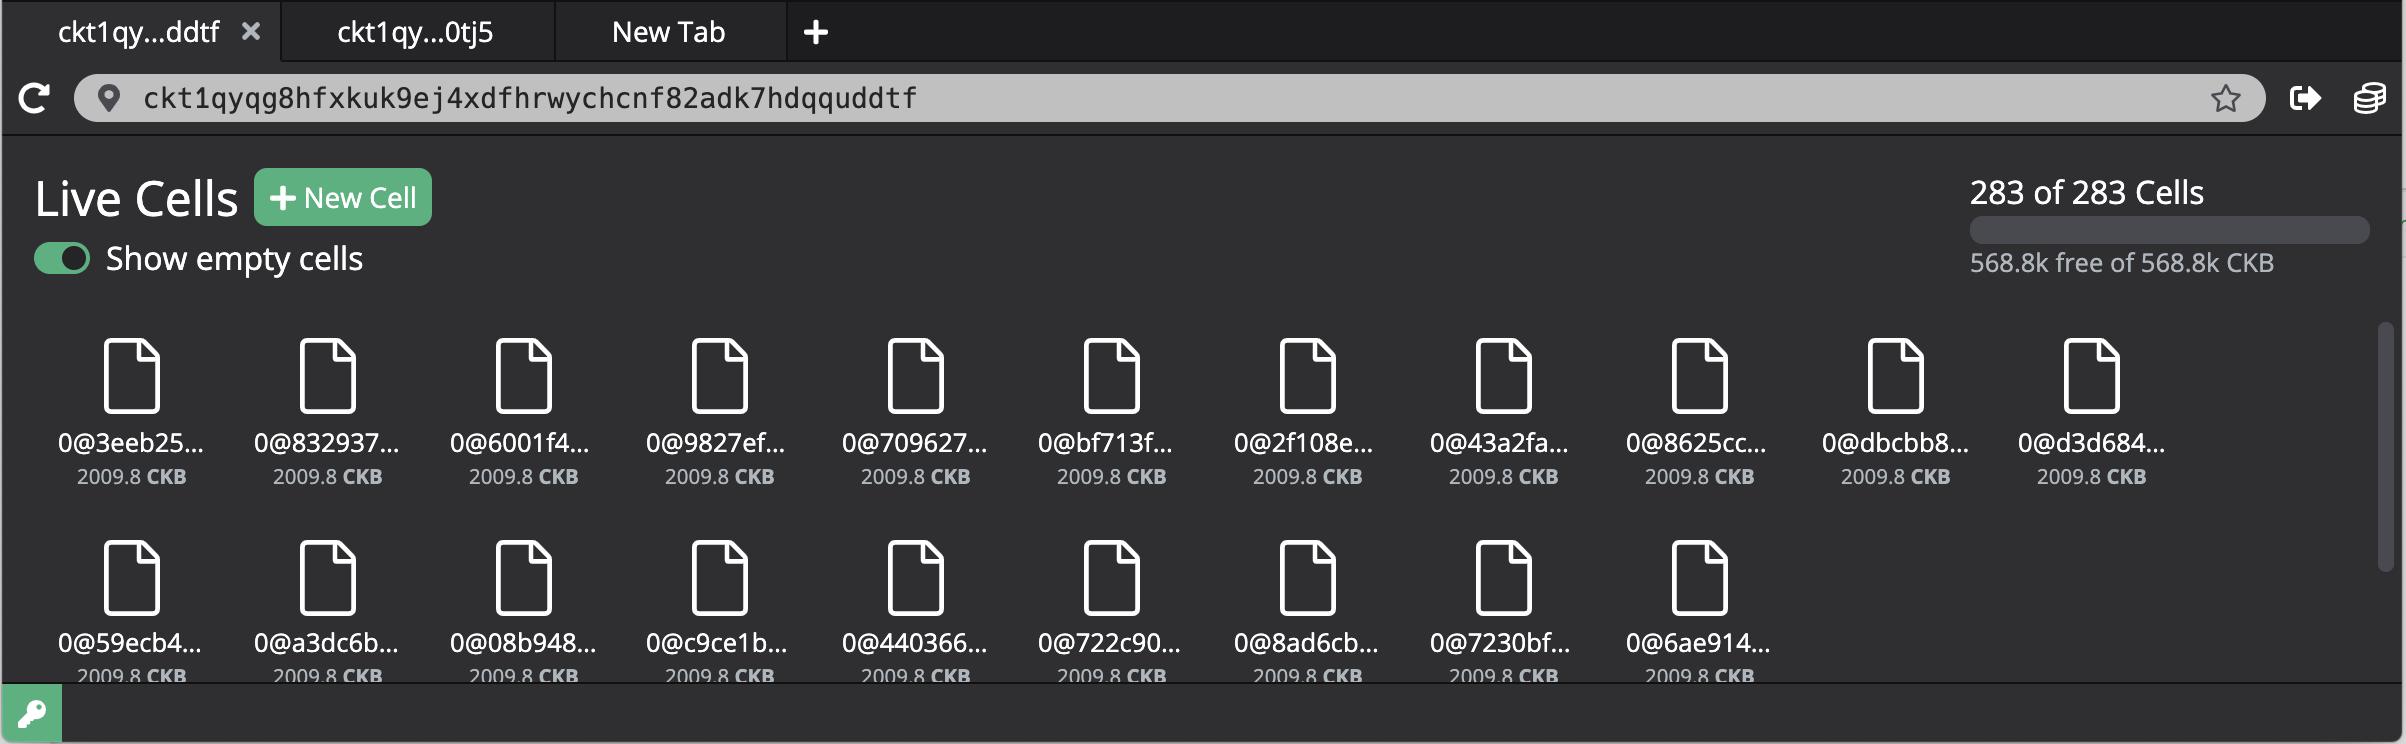 ckt1qy...ddtf ckt1qy...0tj5 New Tab
ckt1qyqg8hfxkuk9ej4xdfhrwychcnf82adk7hdqquddtf
Live Cells New Cell
283 of 283 Cells
Show empty cells
568.8k free of 568.8k CKB
0@3eeb25... 0@832937... 0@6001f4... 0@9827ef... 0@709627... 0@bf713f... 0@2f108e... 0@43a2fa... 0@8625cc... 0@dbcbb8... 0@d3d684...
2009.8 CKB 2009.8 CKB 2009.8 CKB 2009.8 CKB 2009.8 CKB 2009.8 CKB 2009.8 CKB 2009.8 CKB 2009.8 CKB 2009.8 CKB 2009.8 CKB
0@59ecb4... 0@a3dc6b... 0@08b948... 0@c9ce1b... 0@440366... 0@722c90... 0@8ad6cb... 0@7230bf... 0@6ae914...
2009.8 CKB 2009.8 CKB 2009.8 CKB 2009.8 CKB 2009.8 CKB 2009.8 CKB 2009.8 CKB 2009.8 CKB 2009.8 CKB